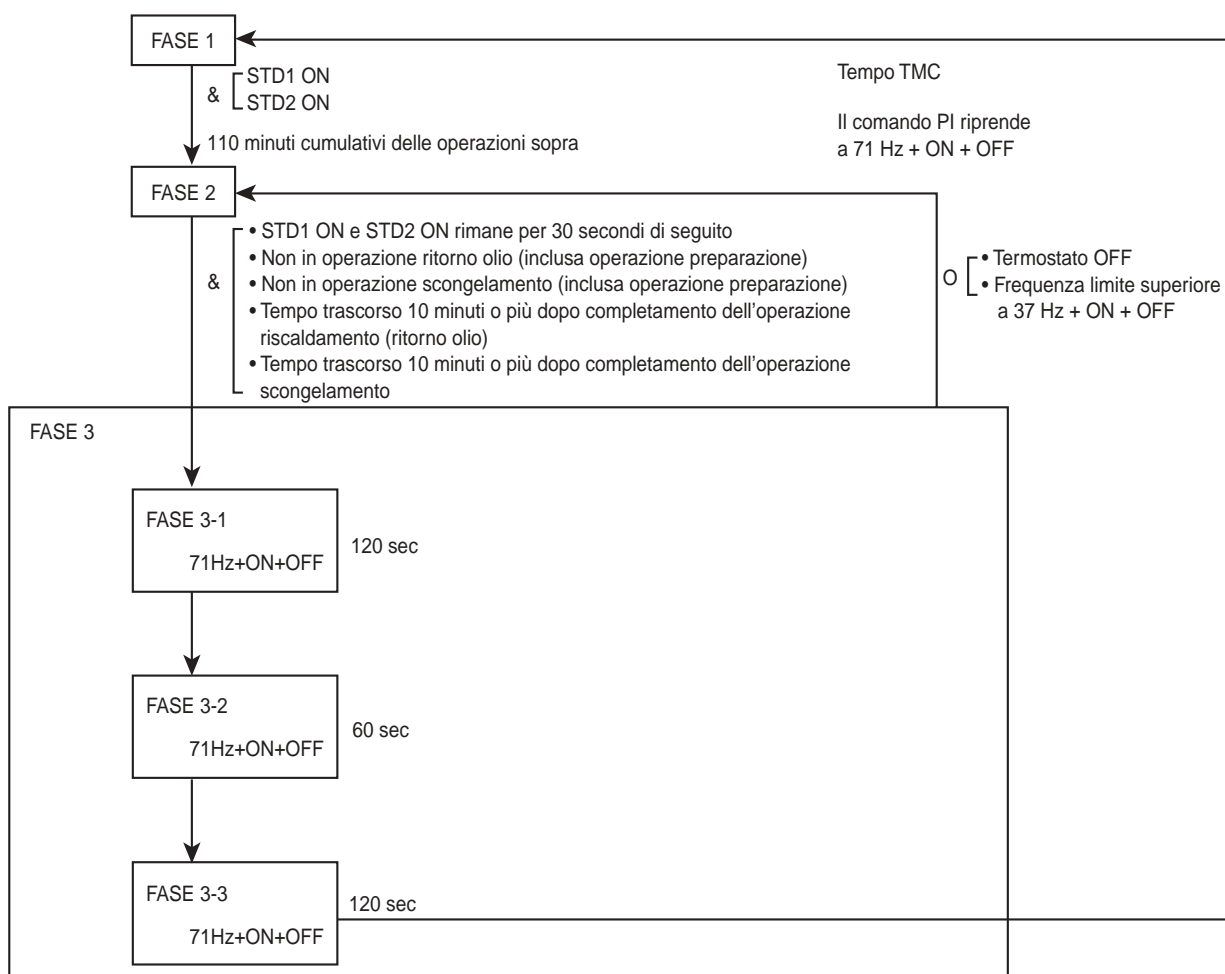 FASE 1
&
STD1 ON
STD2 ON
Tempo TMC
Il comando PI riprende
a 71 Hz + ON + OFF
110 minuti cumulativi delle operazioni sopra
FASE 2
&
• STD1 ON e STD2 ON rimane per 30 secondi di seguito
• Non in operazione ritorno olio (inclusa operazione preparazione)
• Non in operazione scongelamento (inclusa operazione preparazione)
• Tempo trascorso 10 minuti o più dopo completamento dell'operazione
riscaldamento (ritorno olio)
• Tempo trascorso 10 minuti o più dopo completamento dell'operazione
scongelamento
O
• Termostato OFF
• Frequenza limite superiore
a 37 Hz + ON + OFF
FASE 3
FASE 3-1
71Hz+ON+OFF
120 sec
FASE 3-2
71Hz+ON+OFF
60 sec
FASE 3-3
71Hz+ON+OFF
120 sec